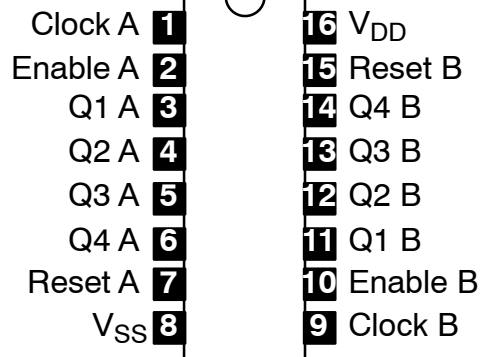 Clock A 1 16 VDD
Enable A 2 15 Reset B
Q1 A 3 14 Q4 B
Q2 A 4 13 Q3 B
Q3 A 5 12 Q2 B
Q4 A 6 11 Q1 B
Reset A 7 10 Enable B
VSS 8 9 Clock B